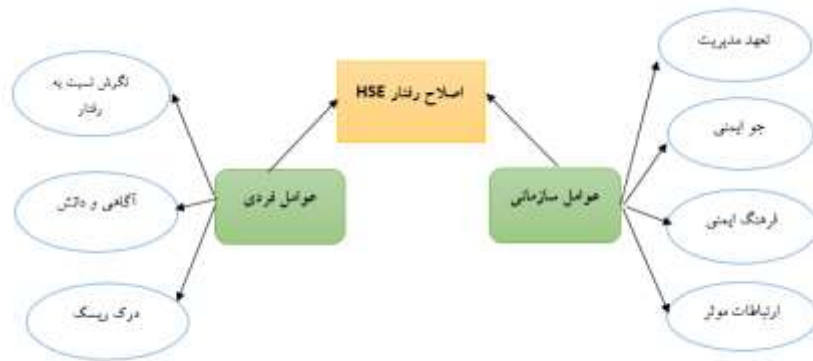 تعهد مدیریت
اصلاح رفتار HSE
نگرش نسبت به
رفتار
جو ایمنی
عوامل سازمانی
عوامل فردی
آگاهی و دانش
فرهنگ ایمنی
ارتباطات موثر
درک ریسک